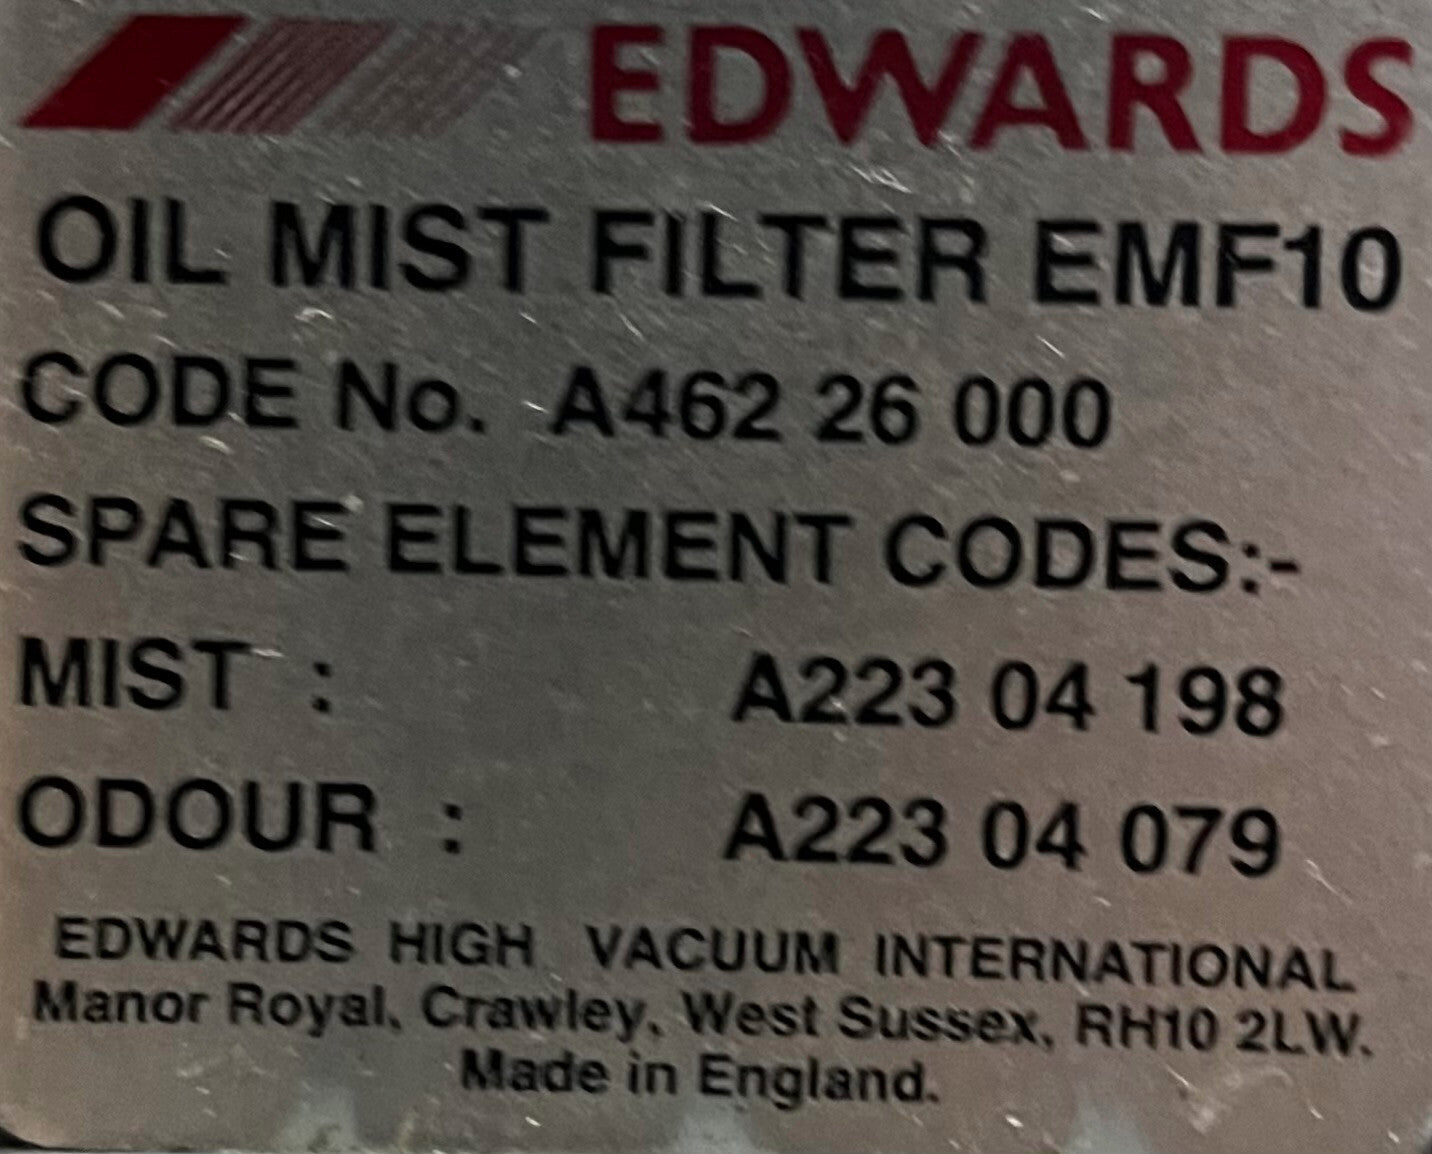 EDWARDS
OIL MIST FILTER EMF10
CODE No. A462 26 000
SPARE ELEMENT CODES:-
MIST : A223 04 198
ODOUR : A223 04 079
EDWARDS HIGH VACUUM INTERNATIONAL
Manor Royal, Crawley, West Sussex, RH10 2LW.
Made in England.